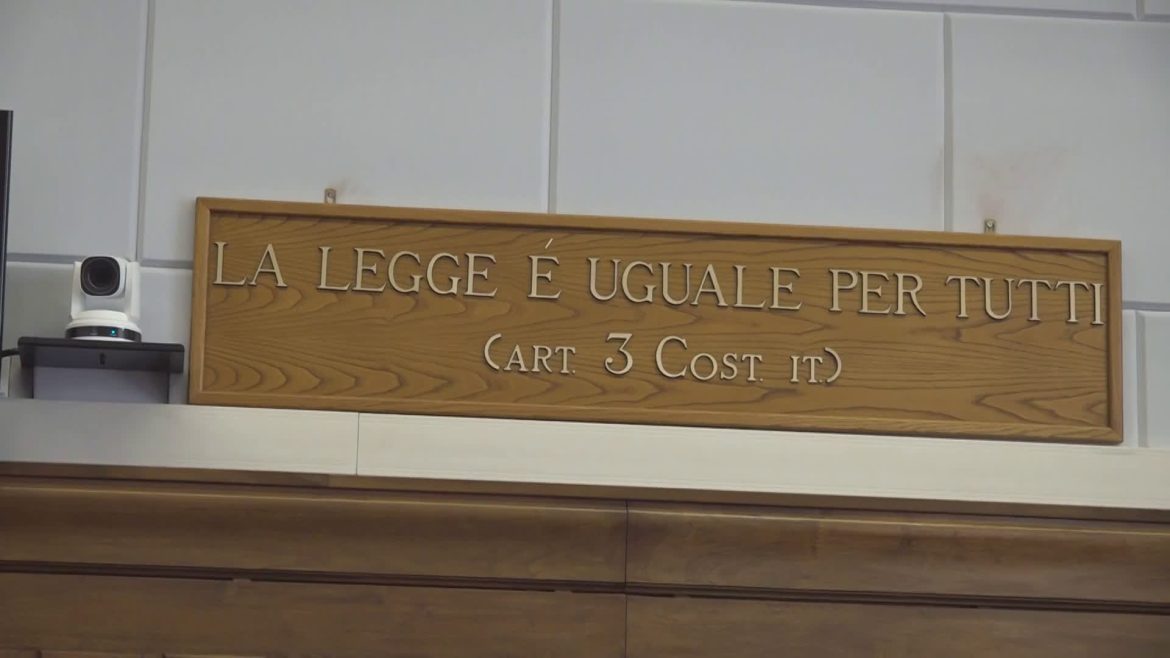 LA LEGGE É UGUALE PER TUTTI
(ART. 3 COST. IT.)